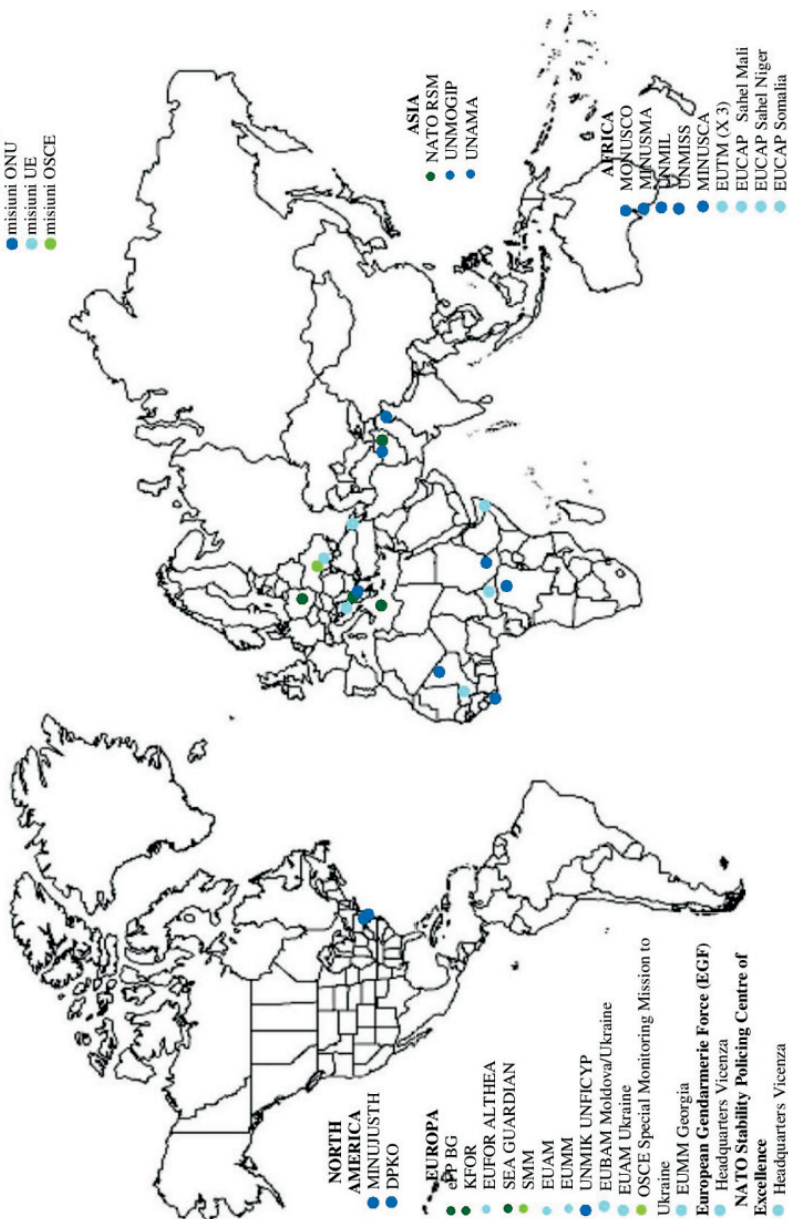 misiuni ONU
misiuni UE
misiuni OSCE
ASIA
NATO RSM
UNMOGIP
UNAMA
AFRICA
MONUSCO
MINUSMA
UNMIL
UNMISS
MINUSCA
EUTM (X 3)
EUCAP Sahel Mali
EUCAP Sahel Niger
EUCAP Somalia
NORTH
AMERICA
MINUJUSTH
DPKO
EUROPA
eFP BG
KFOR
EUFOR ALTHEA
SEA GUARDIAN
SMM
EUAM
EUMM
UNMIK UNFICYP
EUBAM Moldova/Ukraine
EUAM Ukraine
OSCE Special Monitoring Mission to
Ukraine
EUMM Georgia
European Gendarmerie Force (EGF)
Headquarters Vicenza
NATO Stability Policing Centre of
Excellence
Headquarters Vicenza